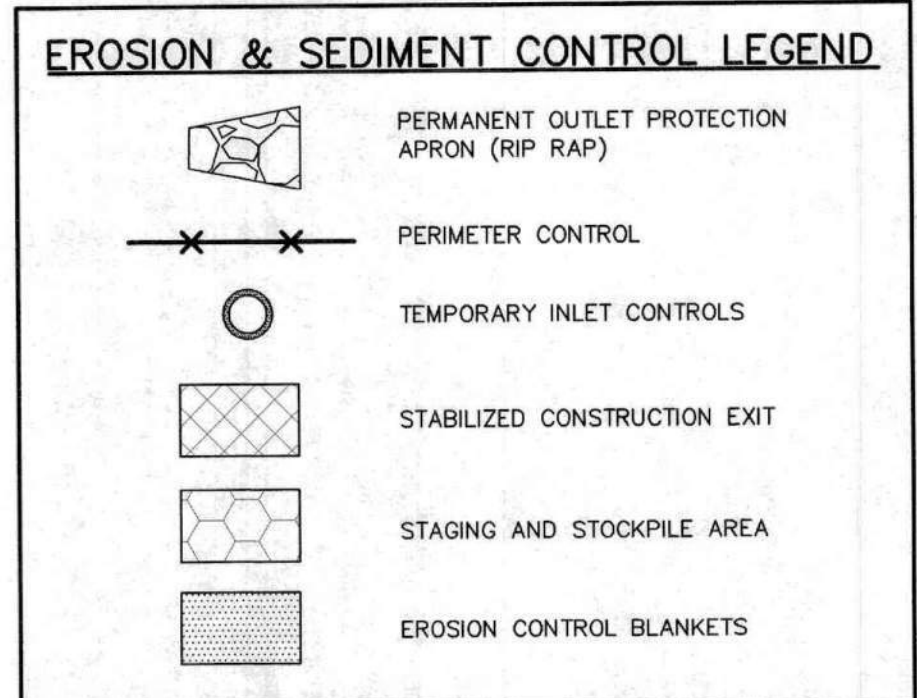 EROSION & SEDIMENT CONTROL LEGEND
PERMANENT OUTLET PROTECTION
APRON (RIP RAP)
PERIMETER CONTROL
TEMPORARY INLET CONTROLS
STABILIZED CONSTRUCTION EXIT
STAGING AND STOCKPILE AREA
EROSION CONTROL BLANKETS